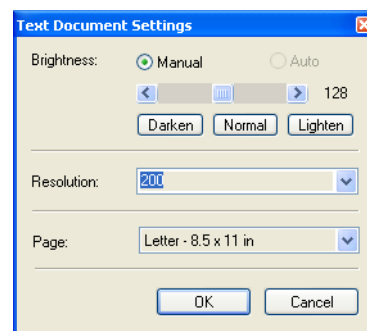 Text Document Settings
Brightness: Manual Auto
128
Darken Normal Lighten
Resolution: 200
Page: Letter - 8.5 x 11 in
OK Cancel